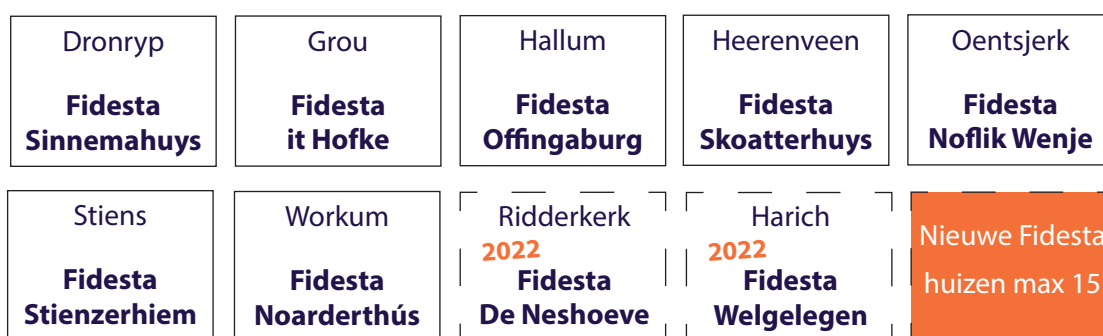 Dronryp
Fidesta
Sinnemahuys
Grou
Fidesta
it Hofke
Hallum
Fidesta
Offingaburg
Heerenveen
Fidesta
Skoatterhuys
Oentsjerk
Fidesta
Noflik Wenje
Stiens
Fidesta
Stienzerhiem
Workum
Fidesta
Noarderthús
Ridderkerk
2022
Fidesta
De Neshoeve
Harich
2022
Fidesta
Welgelegen
Nieuwe Fidesta
huizen max 15